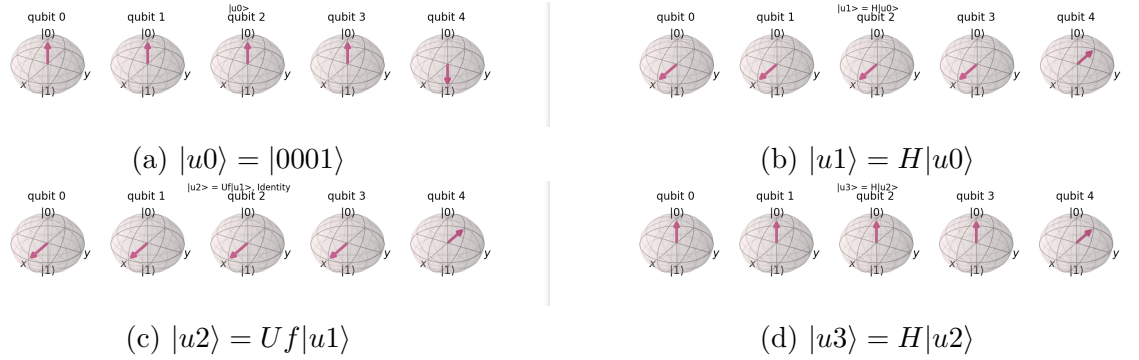 |u0>
qubit 0 qubit 1 qubit 2 qubit 3 qubit 4
|0⟩ |0⟩ |0⟩ |0⟩ |0⟩
x y
|1⟩ |1⟩ |1⟩ |1⟩ |1⟩
(a) |u0⟩ = |0001⟩
|u1> = H|u0>
qubit 0 qubit 1 qubit 2 qubit 3 qubit 4
|0⟩ |0⟩ |0⟩ |0⟩ |0⟩
x x x x x y
|1⟩ |1⟩ |1⟩ |1⟩ |1⟩
(b) |u1⟩ = H|u0⟩
|u2> = Uf|u1>, Identity
qubit 0 qubit 1 qubit 2 qubit 3 qubit 4
|0⟩ |0⟩ |0⟩ |0⟩ |0⟩
x x x x x y
|1⟩ |1⟩ |1⟩ |1⟩ |1⟩
(c) |u2⟩ = Uf|u1⟩
|u3> = H|u2>
qubit 0 qubit 1 qubit 2 qubit 3 qubit 4
|0⟩ |0⟩ |0⟩ |0⟩ |0⟩
x x x x x y
|1⟩ |1⟩ |1⟩ |1⟩ |1⟩
(d) |u3⟩ = H|u2⟩